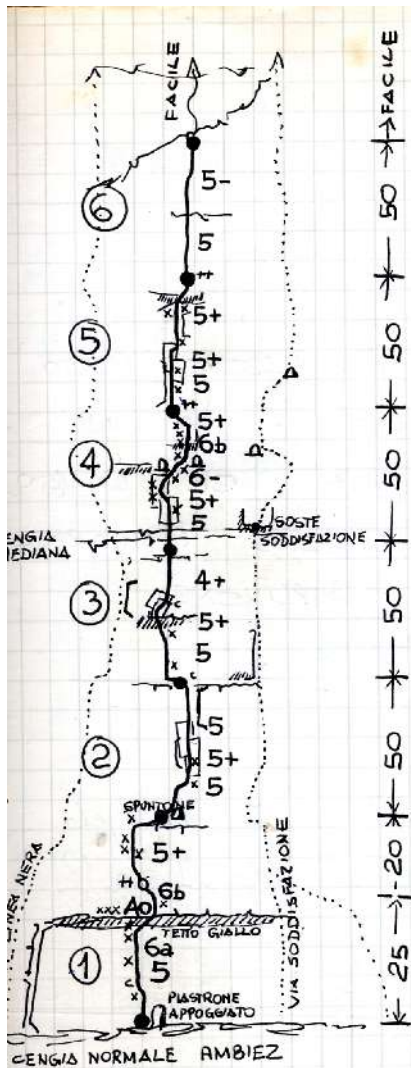 FACILE
→FACILE
5-
6
50
5
5+
5
50
5+
5
5+
6b
4
6-
50
5+
5
SOSTE
SODDISFAZIONE
MEDIANA
4+
3
50
5+
5
5
2
50
5+
5
SPUNTONE
5+
20
6b
A0
TETTO GIALLO
VIA SODDISFAZIONE
NERA
6a
1
5
25
PIASTRONE
APPOGGIATO
CENGIA NORMALE AMBIEZ